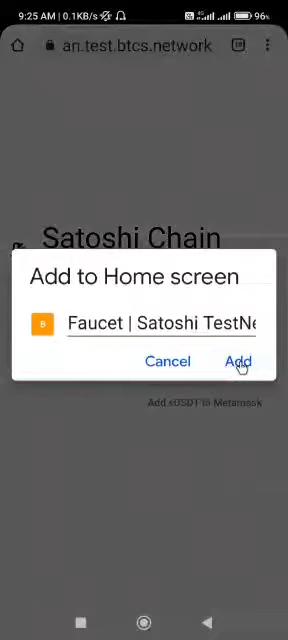 9:25 AM | 0.1KB/s
4G
96%
an.test.btcs.network
Satoshi Chain
Add to Home screen
B
Faucet | Satoshi TestNe
Cancel
Add
Add sUSDT to Metamask